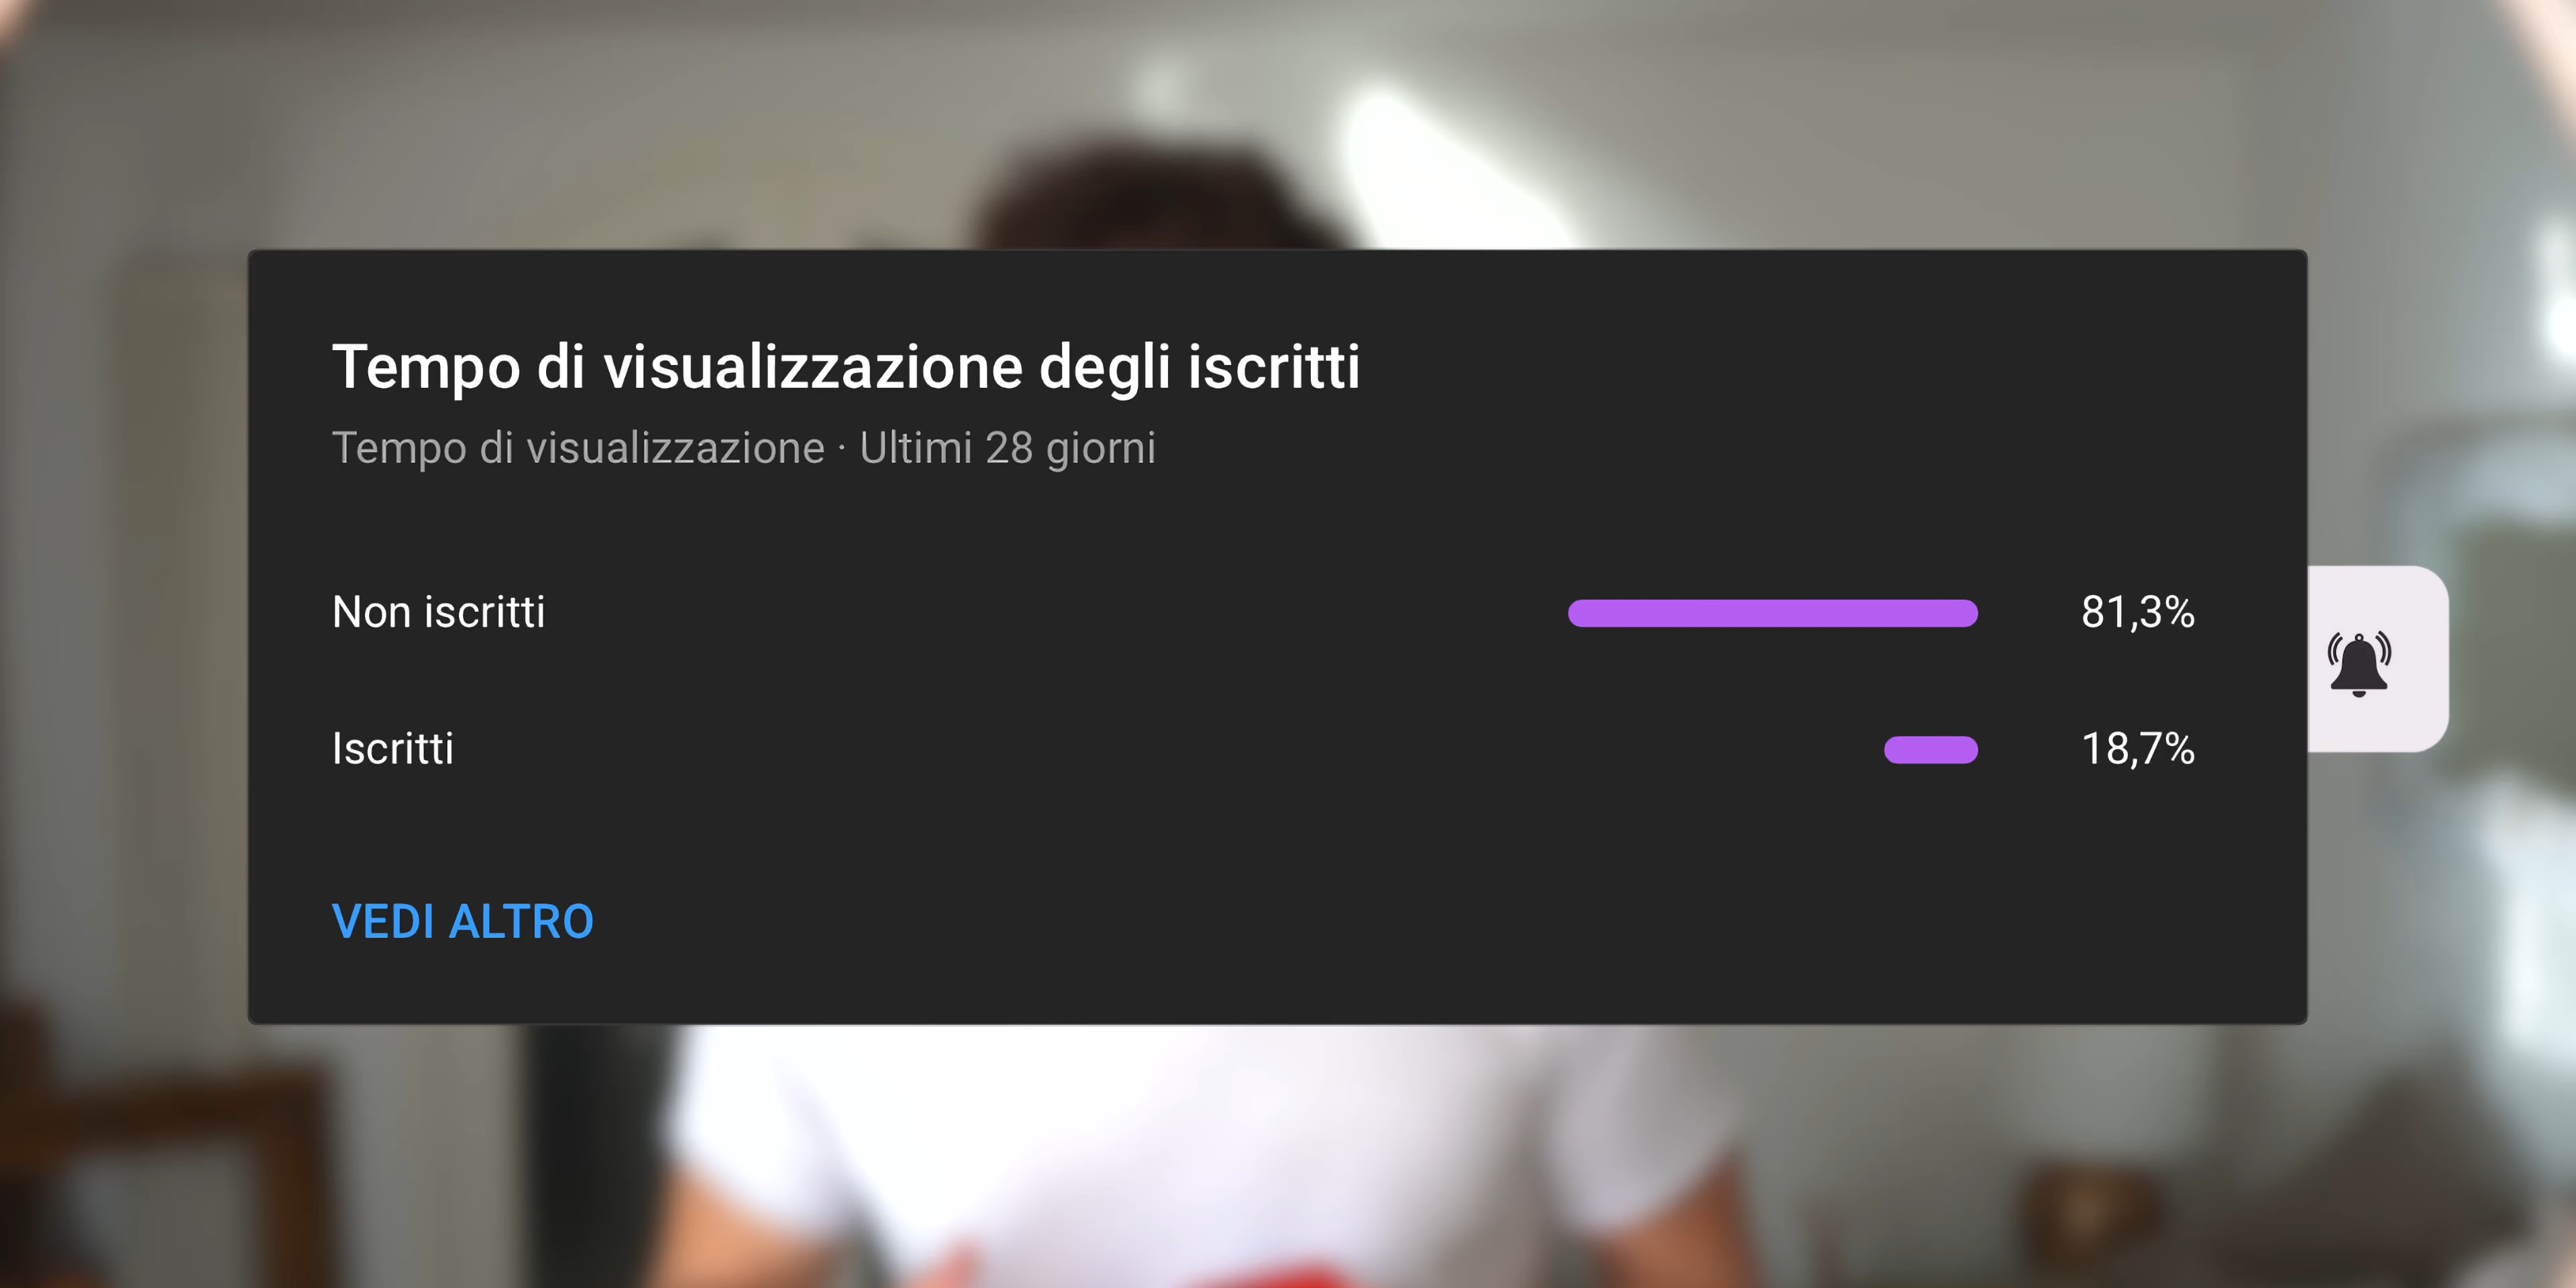 Tempo di visualizzazione degli iscritti
Tempo di visualizzazione · Ultimi 28 giorni
Non iscritti 81,3%
Iscritti 18,7%
VEDI ALTRO